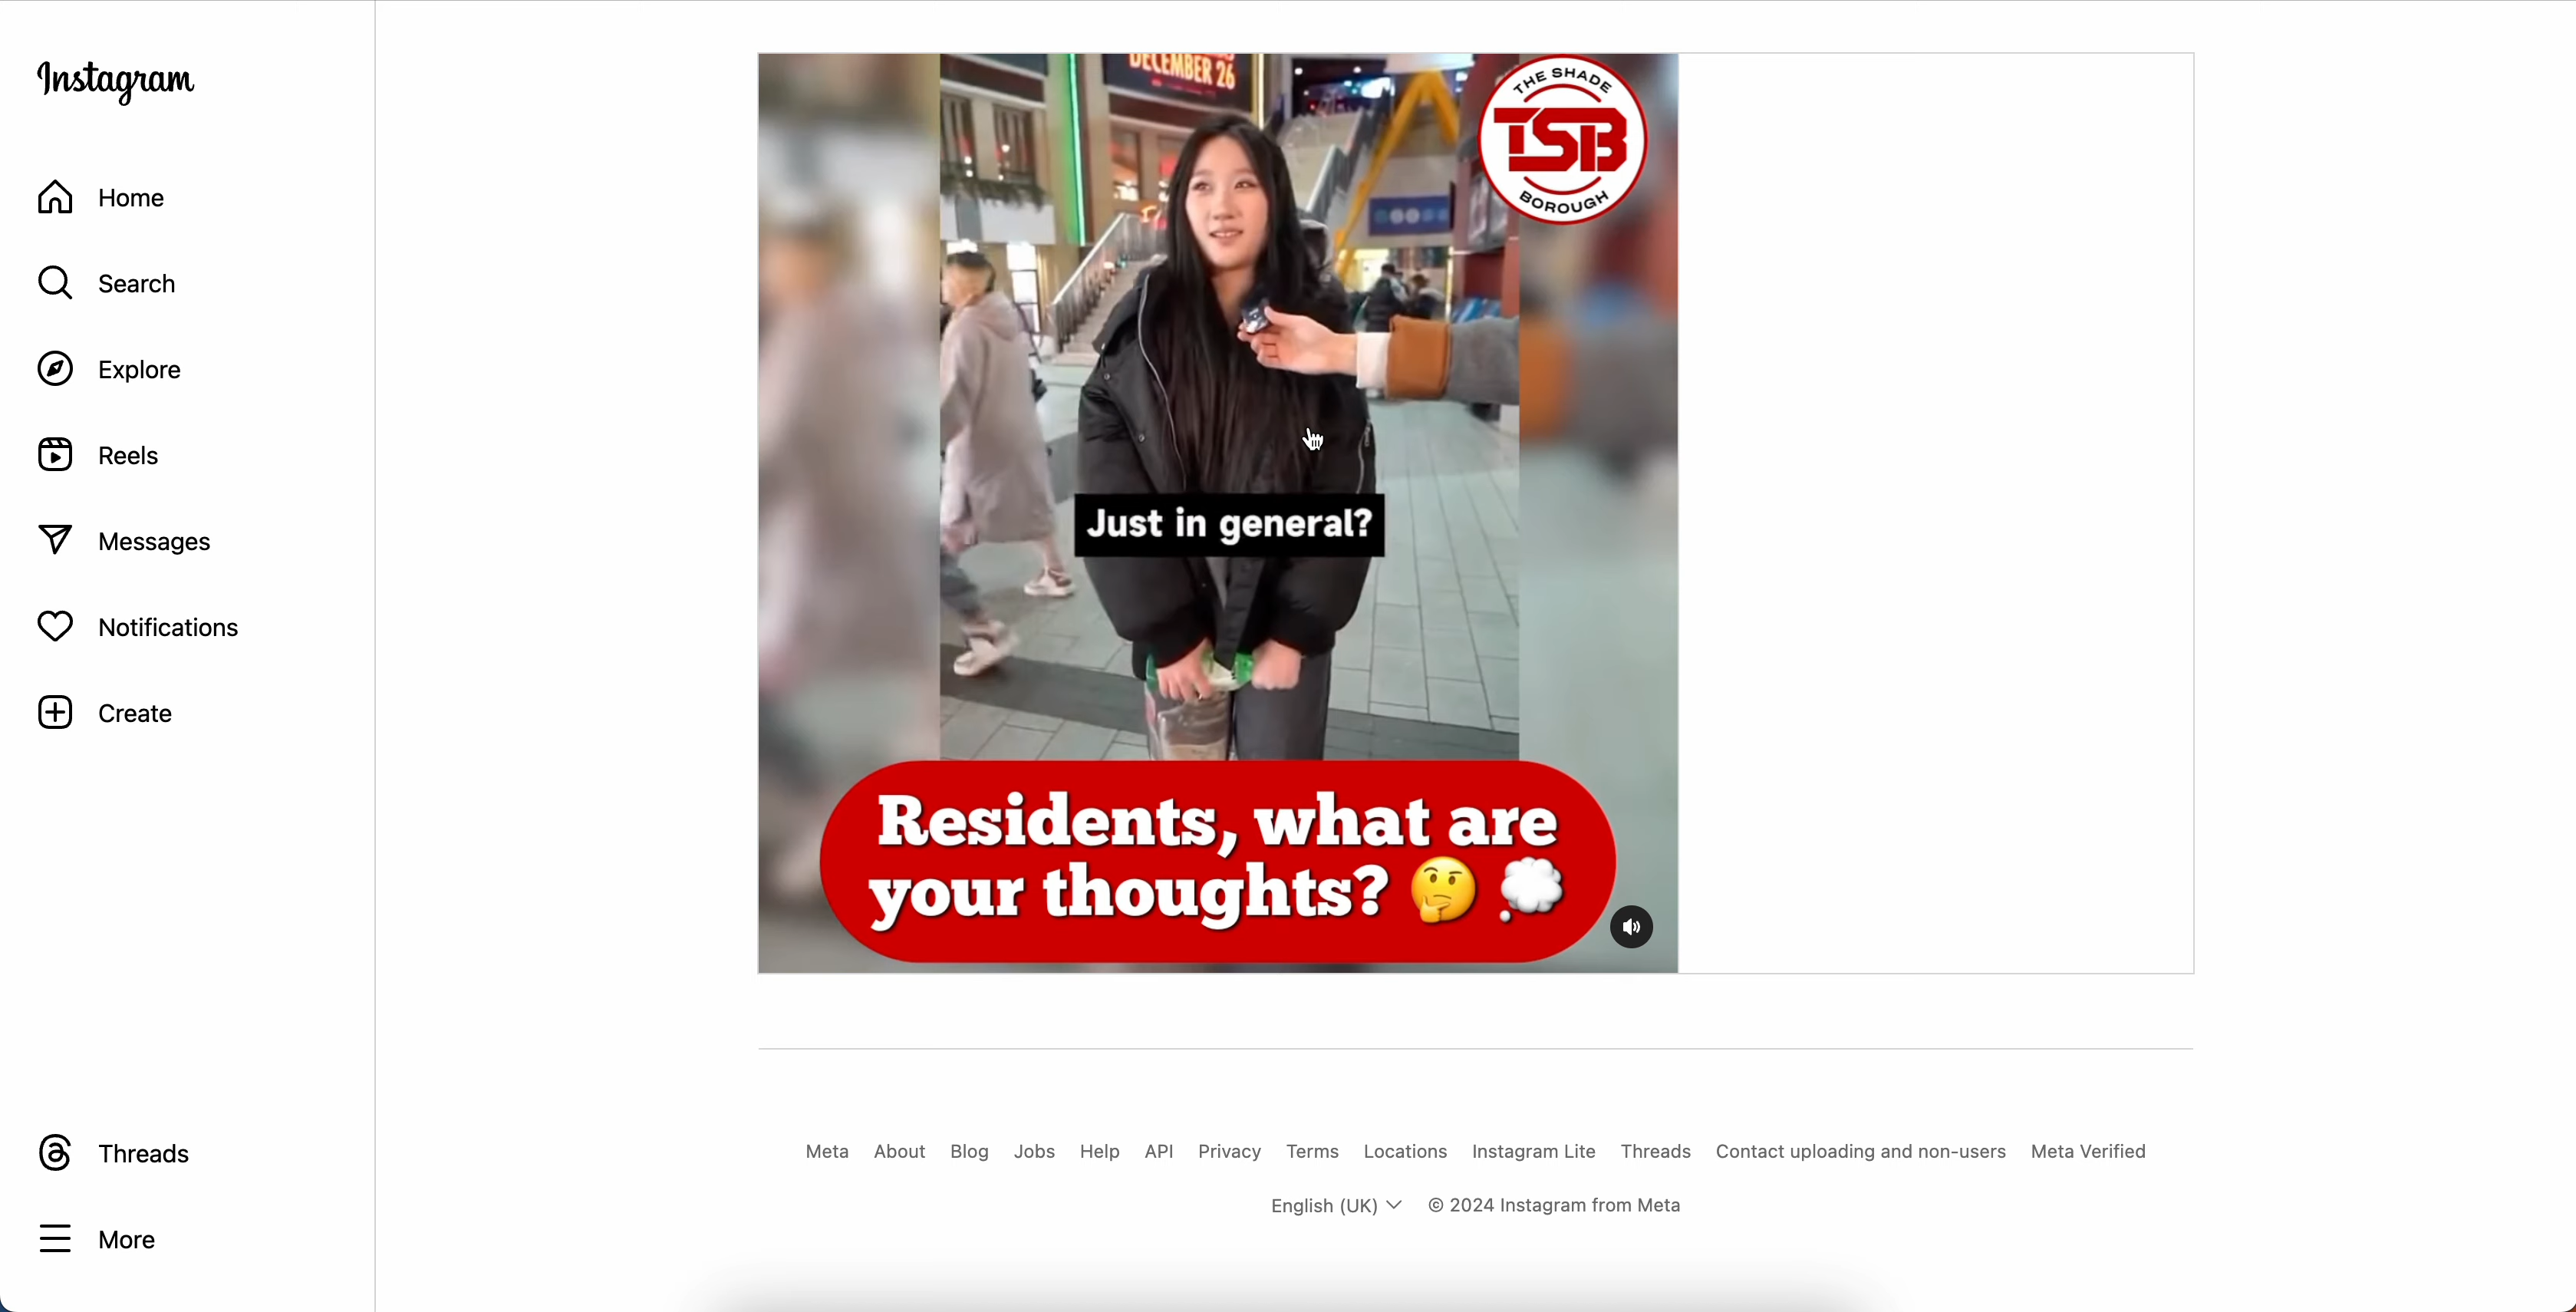 Instagram
Home
Search
Explore
Reels
Messages
Notifications
Create
Threads
More
DECEMBER 26
THE SHADE
TSB
BOROUGH
Just in general?
Residents, what are
your thoughts? 🤔 💭
Meta About Blog Jobs Help API Privacy Terms Locations Instagram Lite Threads Contact uploading and non-users Meta Verified
English (UK) © 2024 Instagram from Meta